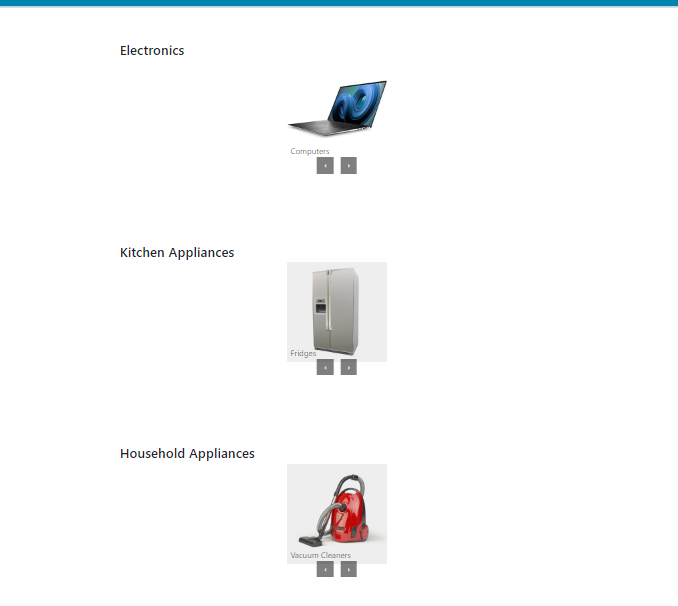 Electronics
Computers
Kitchen Appliances
Fridges
Household Appliances
Vacuum Cleaners